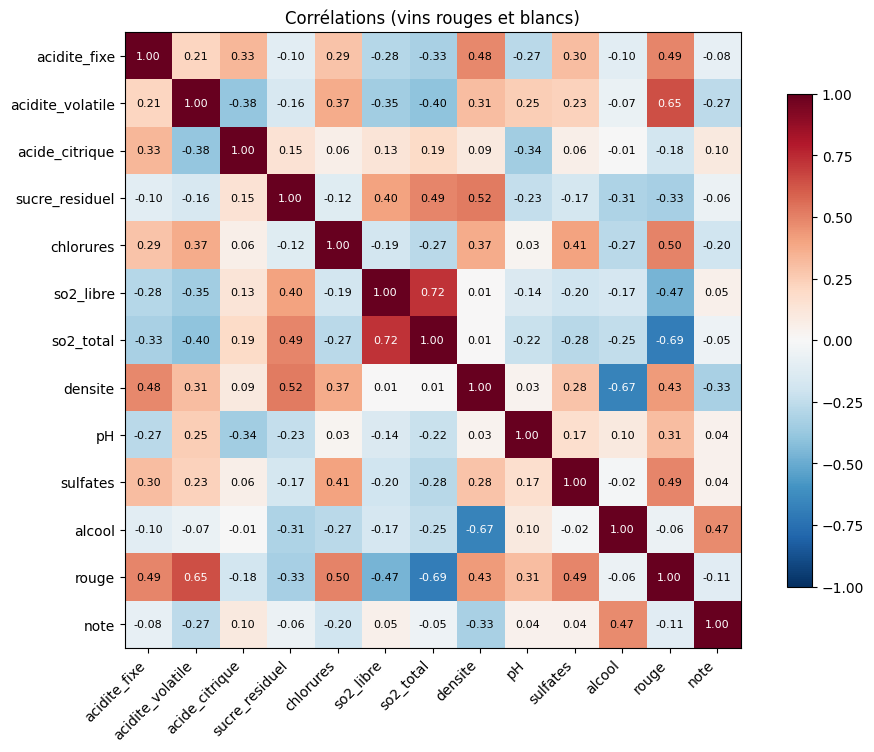 Corrélations (vins rouges et blancs)
acidite_fixe 1.00 0.21 0.33 -0.10 0.29 -0.28 -0.33 0.48 -0.27 0.30 -0.10 0.49 -0.08
acidite_volatile 0.21 1.00 -0.38 -0.16 0.37 -0.35 -0.40 0.31 0.25 0.23 -0.07 0.65 -0.27
acide_citrique 0.33 -0.38 1.00 0.15 0.06 0.13 0.19 0.09 -0.34 0.06 -0.01 -0.18 0.10
sucre_residuel -0.10 -0.16 0.15 1.00 -0.12 0.40 0.49 0.52 -0.23 -0.17 -0.31 -0.33 -0.06
chlorures 0.29 0.37 0.06 -0.12 1.00 -0.19 -0.27 0.37 0.03 0.41 -0.27 0.50 -0.20
so2_libre -0.28 -0.35 0.13 0.40 -0.19 1.00 0.72 0.01 -0.14 -0.20 -0.17 -0.47 0.05
so2_total -0.33 -0.40 0.19 0.49 -0.27 0.72 1.00 0.01 -0.22 -0.28 -0.25 -0.69 -0.05
densite 0.48 0.31 0.09 0.52 0.37 0.01 0.01 1.00 0.03 0.28 -0.67 0.43 -0.33
pH -0.27 0.25 -0.34 -0.23 0.03 -0.14 -0.22 0.03 1.00 0.17 0.10 0.31 0.04
sulfates 0.30 0.23 0.06 -0.17 0.41 -0.20 -0.28 0.28 0.17 1.00 -0.02 0.49 0.04
alcool -0.10 -0.07 -0.01 -0.31 -0.27 -0.17 -0.25 -0.67 0.10 -0.02 1.00 -0.06 0.47
rouge 0.49 0.65 -0.18 -0.33 0.50 -0.47 -0.69 0.43 0.31 0.49 -0.06 1.00 -0.11
note -0.08 -0.27 0.10 -0.06 -0.20 0.05 -0.05 -0.33 0.04 0.04 0.47 -0.11 1.00
acidite_fixe acidite_volatile acide_citrique sucre_residuel chlorures so2_libre so2_total densite pH sulfates alcool rouge note
1.00
0.75
0.50
0.25
0.00
−0.25
−0.50
−0.75
−1.00